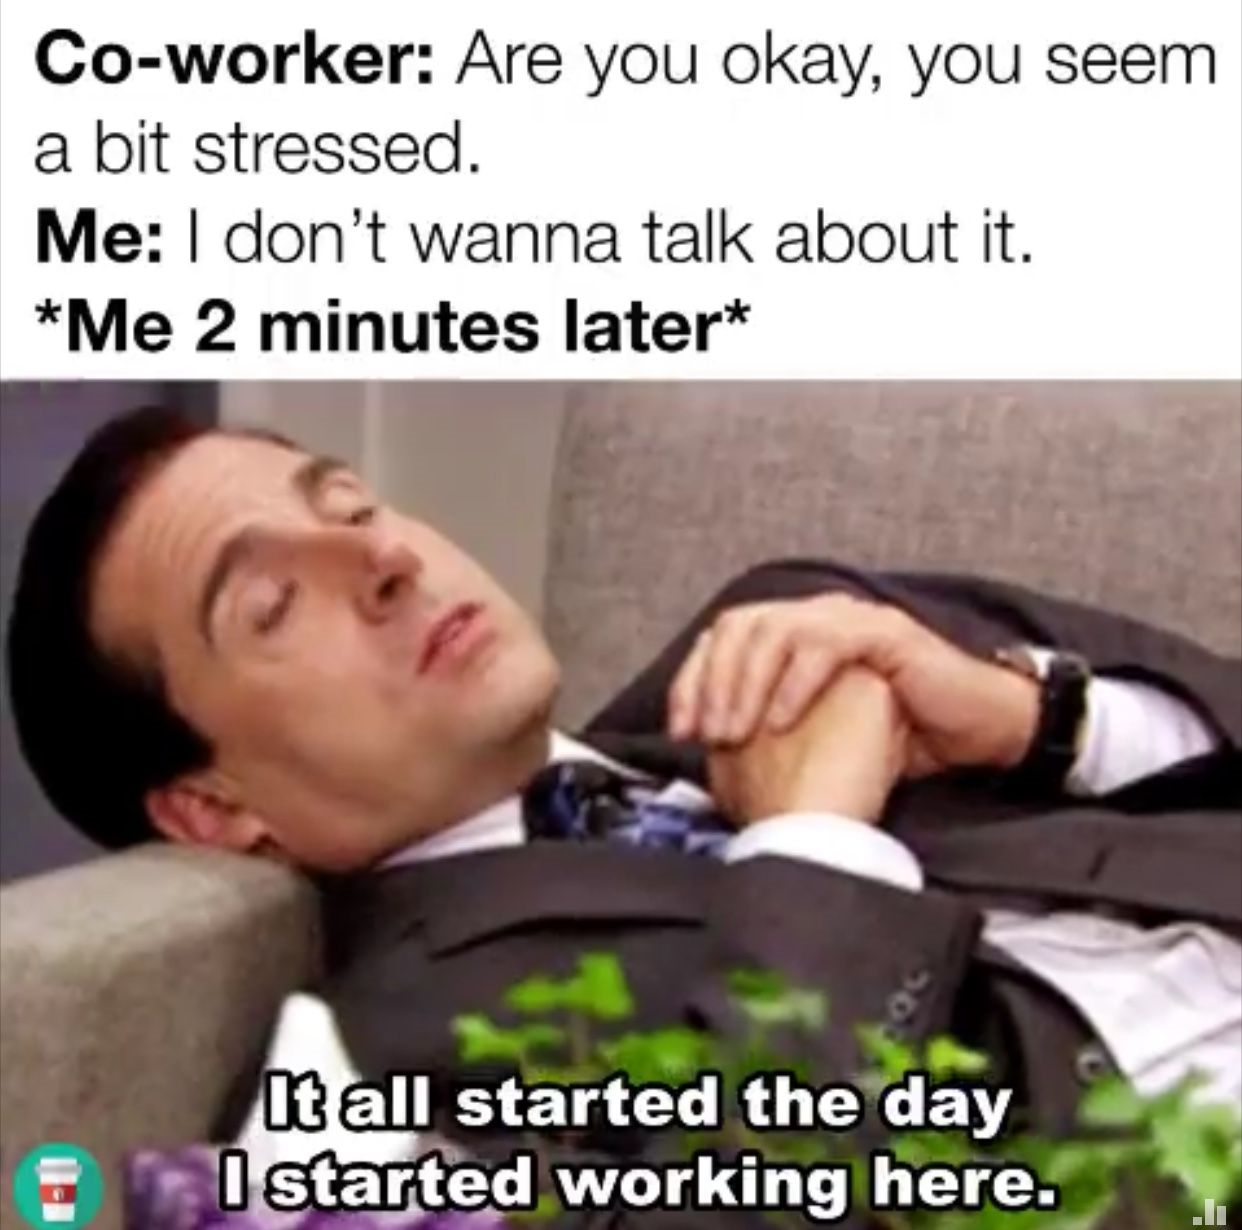 Co-worker: Are you okay, you seem
a bit stressed.
Me: I don’t wanna talk about it.
*Me 2 minutes later*
It all started the day
I started working here.